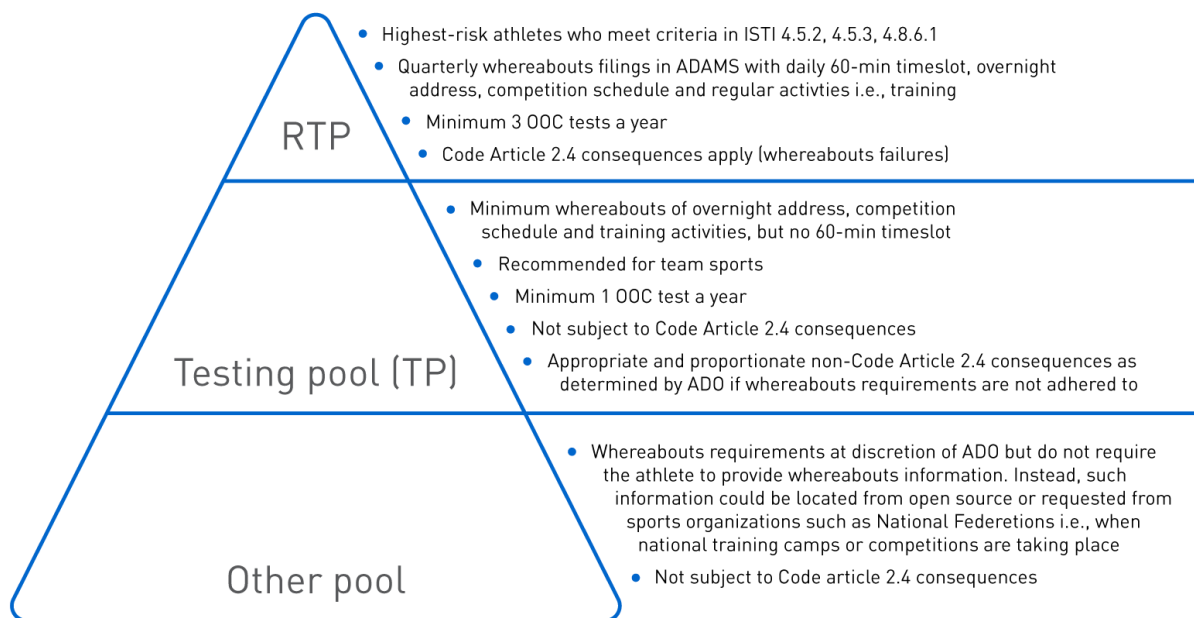 Highest-risk athletes who meet criteria in ISTI 4.5.2, 4.5.3, 4.8.6.1
Quarterly whereabouts filings in ADAMS with daily 60-min timeslot, overnight
address, competition schedule and regular activties i.e., training
Minimum 3 OOC tests a year
Code Article 2.4 consequences apply (whereabouts failures)
RTP
Minimum whereabouts of overnight address, competition
schedule and training activities, but no 60-min timeslot
Recommended for team sports
Minimum 1 OOC test a year
Not subject to Code Article 2.4 consequences
Appropriate and proportionate non-Code Article 2.4 consequences as
determined by ADO if whereabouts requirements are not adhered to
Testing pool (TP)
Whereabouts requirements at discretion of ADO but do not require
the athlete to provide whereabouts information. Instead, such
information could be located from open source or requested from
sports organizations such as National Federetions i.e., when
national training camps or competitions are taking place
Not subject to Code article 2.4 consequences
Other pool